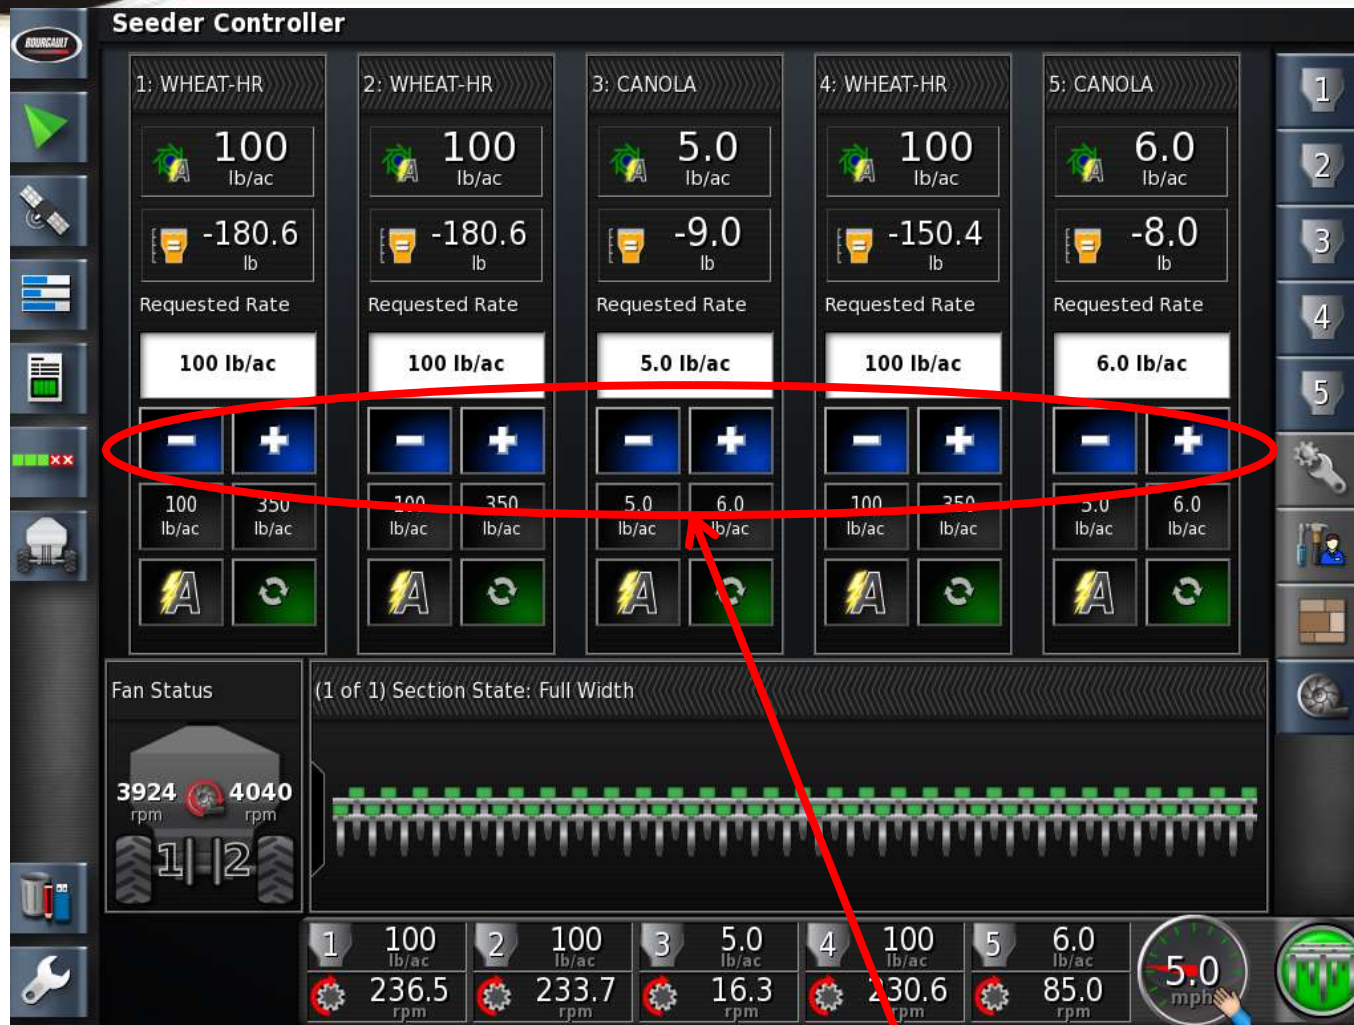 BOURGAULT
Seeder Controller
1: WHEAT-HR
100
lb/ac
-180.6
lb
Requested Rate
100 lb/ac
100
lb/ac
350
lb/ac
2: WHEAT-HR
100
lb/ac
-180.6
lb
Requested Rate
100 lb/ac
100
lb/ac
350
lb/ac
3: CANOLA
5.0
lb/ac
-9.0
lb
Requested Rate
5.0 lb/ac
5.0
lb/ac
6.0
lb/ac
4: WHEAT-HR
100
lb/ac
-150.4
lb
Requested Rate
100 lb/ac
100
lb/ac
350
lb/ac
5: CANOLA
6.0
lb/ac
-8.0
lb
Requested Rate
6.0 lb/ac
5.0
lb/ac
6.0
lb/ac
1
2
3
4
5
Fan Status
3924
rpm
4040
rpm
1 2
(1 of 1) Section State: Full Width
1
100
lb/ac
236.5
rpm
2
100
lb/ac
233.7
rpm
3
5.0
lb/ac
16.3
rpm
4
100
lb/ac
230.6
rpm
5
6.0
lb/ac
85.0
rpm
5.0
mph